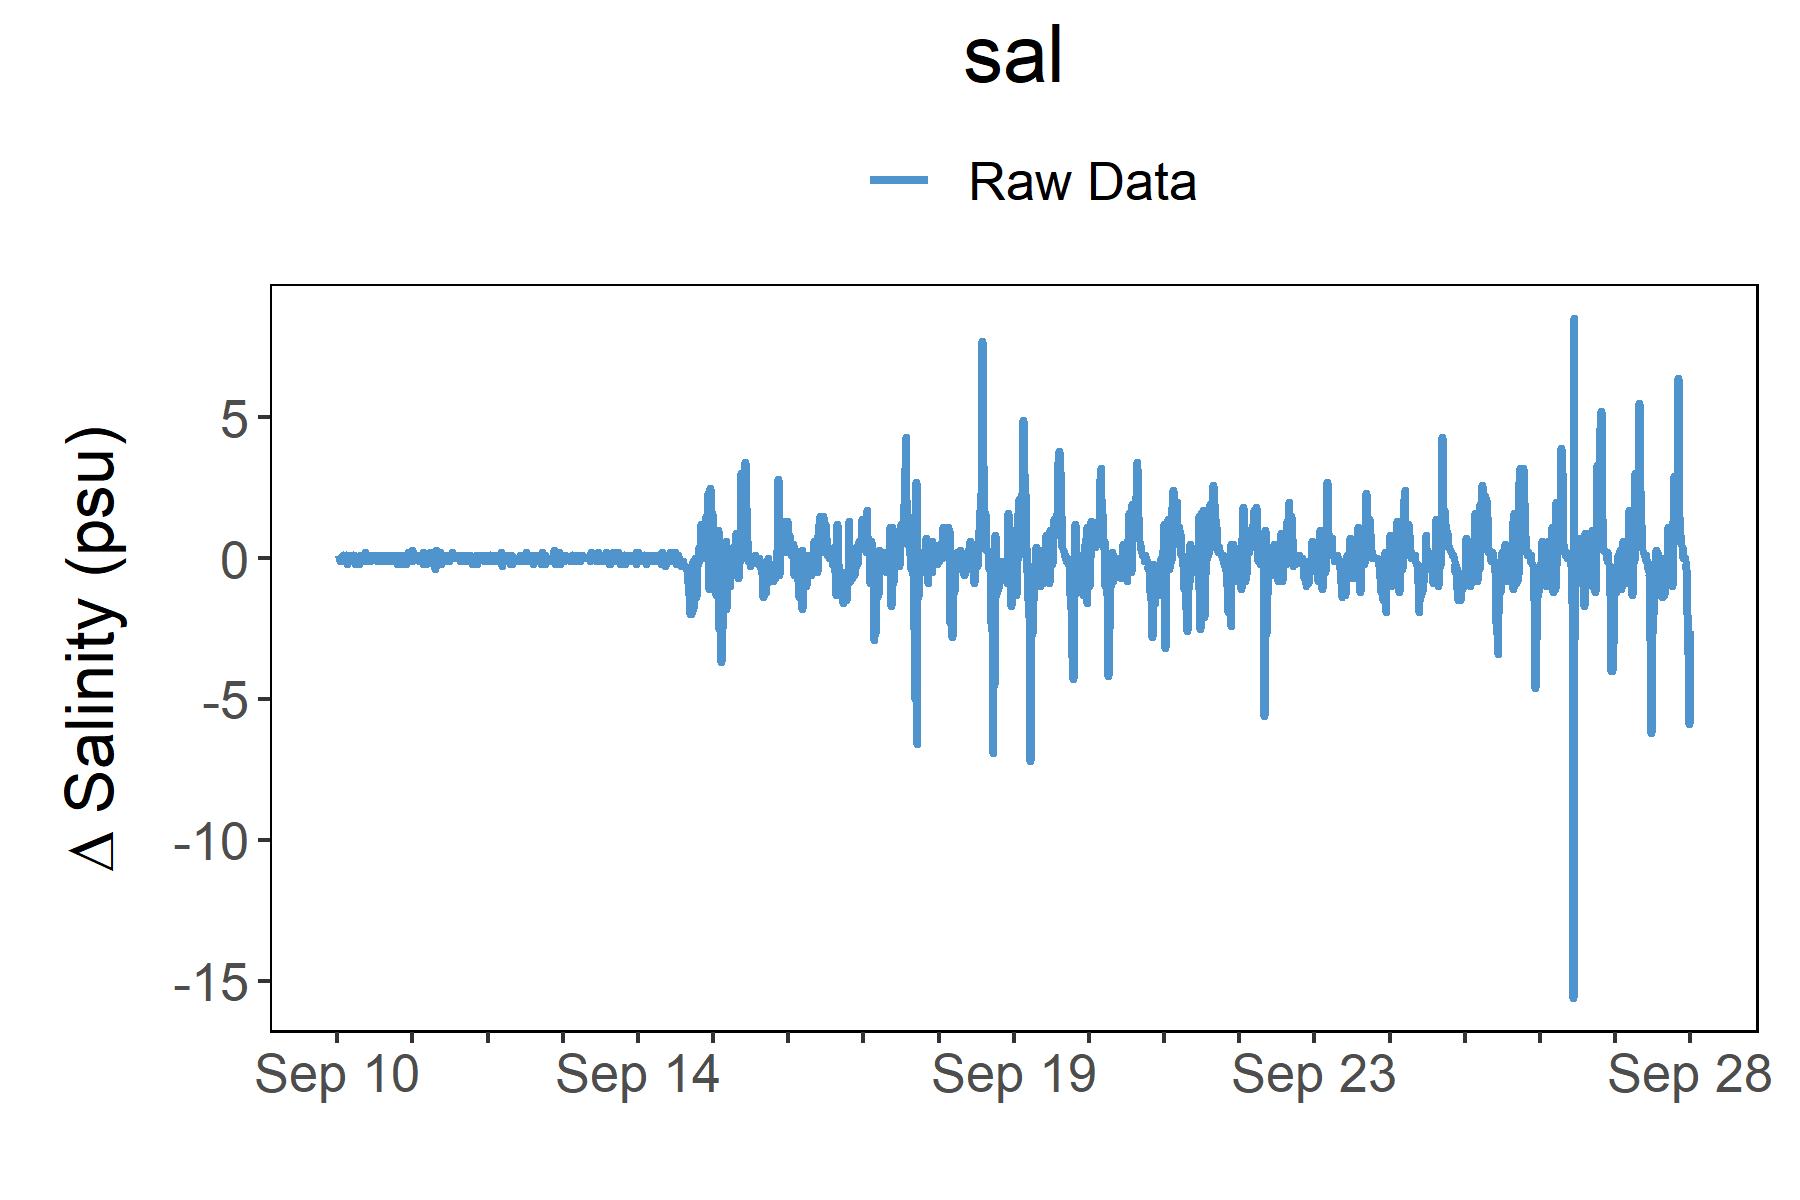 sal
Raw Data
Δ Salinity (psu)
5
0
-5
-10
-15
Sep 10 Sep 14 Sep 19 Sep 23 Sep 28